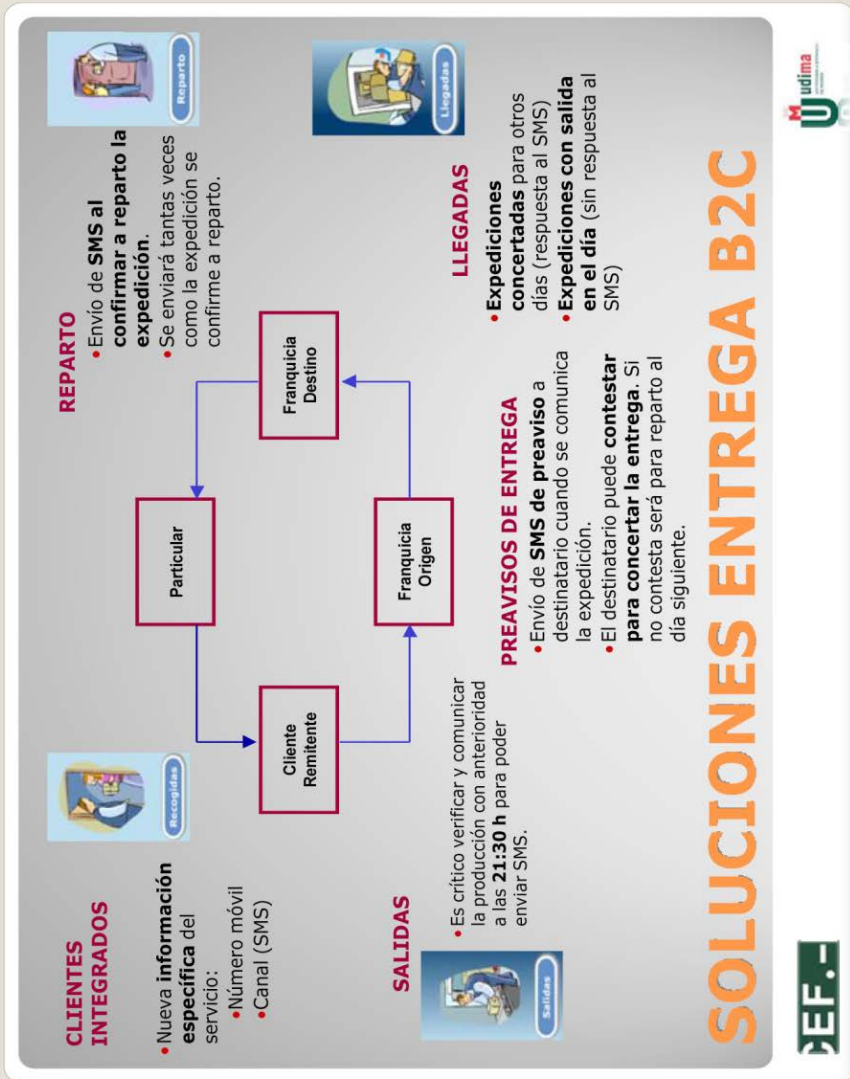 CLIENTES
INTEGRADOS
• Nueva información
específica del
servicio:
• Número móvil
• Canal (SMS)
Recogidas
REPARTO
• Envío de SMS al
confirmar a reparto la
expedición.
• Se enviará tantas veces
como la expedición se
confirme a reparto.
Reparto
Particular
Cliente
Remitente
Franquicia
Destino
Franquicia
Origen
SALIDAS
• Es crítico verificar y comunicar
la producción con anterioridad
a las 21:30 h para poder
enviar SMS.
Salidas
PREAVISOS DE ENTREGA
• Envío de SMS de preaviso a
destinatario cuando se comunica
la expedición.
• El destinatario puede contestar
para concertar la entrega. Si
no contesta será para reparto al
día siguiente.
LLEGADAS
• Expediciones
concertadas para otros
días (respuesta al SMS)
• Expediciones con salida
en el día (sin respuesta al
SMS)
Llegadas
SOLUCIONES ENTREGA B2C
CEF.-
udima